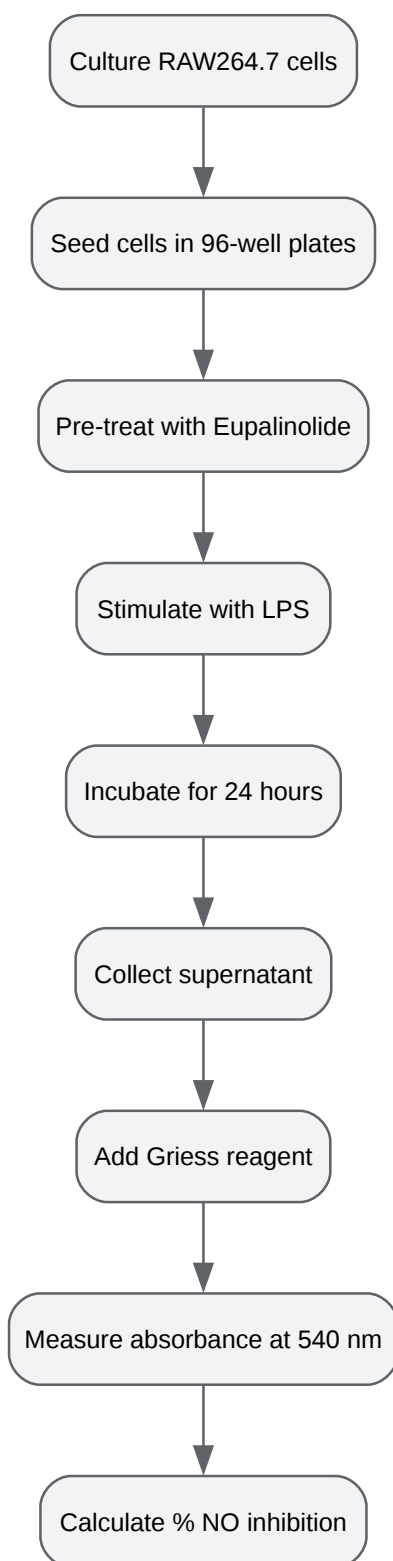 Culture RAW264.7 cells
Seed cells in 96-well plates
Pre-treat with Eupalinolide
Stimulate with LPS
Incubate for 24 hours
Collect supernatant
Add Griess reagent
Measure absorbance at 540 nm
Calculate % NO inhibition